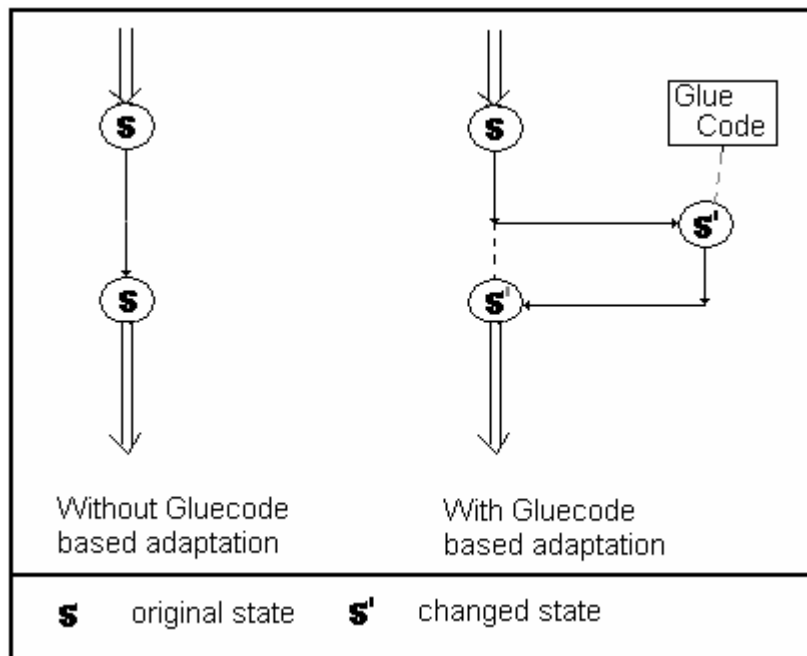 S
S
Without Gluecode
based adaptation
S
Glue
Code
S'
S'
With Gluecode
based adaptation
S original state S' changed state